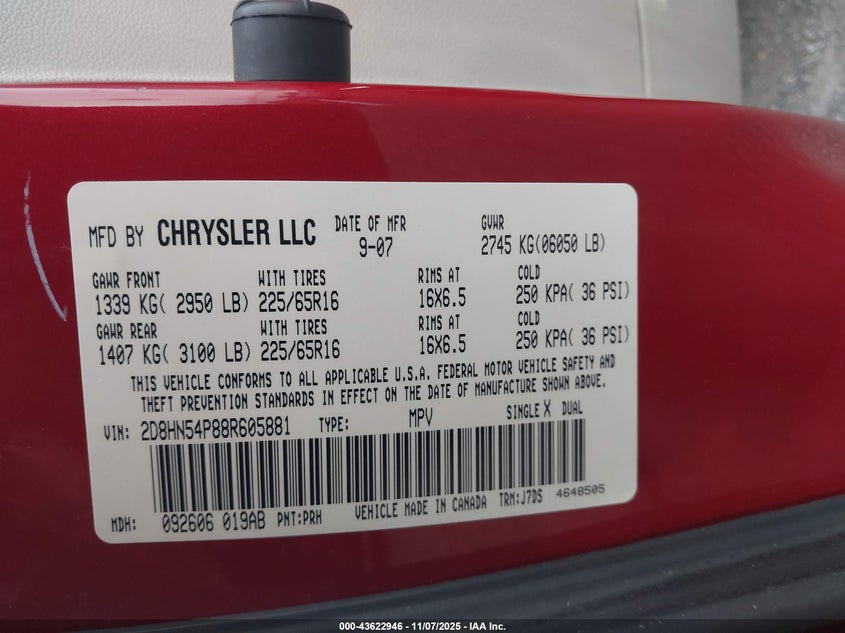 MFD BY CHRYSLER LLC DATE OF MFR 9-07 GVWR 2745 KG(06050 LB)
GAWR FRONT WITH TIRES RIMS AT COLD
1339 KG( 2950 LB) 225/65R16 16X6.5 250 KPA( 36 PSI)
GAWR REAR WITH TIRES RIMS AT COLD
1407 KG( 3100 LB) 225/65R16 16X6.5 250 KPA( 36 PSI)
THIS VEHICLE CONFORMS TO ALL APPLICABLE U.S.A. FEDERAL MOTOR VEHICLE SAFETY AND
THEFT PREVENTION STANDARDS IN EFFECT ON THE DATE OF MANUFACTURE SHOWN ABOVE.
VIN: 2D8HN54P88R605881 TYPE: MPV SINGLE X DUAL
MDH: 092606 019AB PNT:PRH VEHICLE MADE IN CANADA TRM:J7DS 4648505
000-43622946 - 11/07/2025 - IAA Inc.